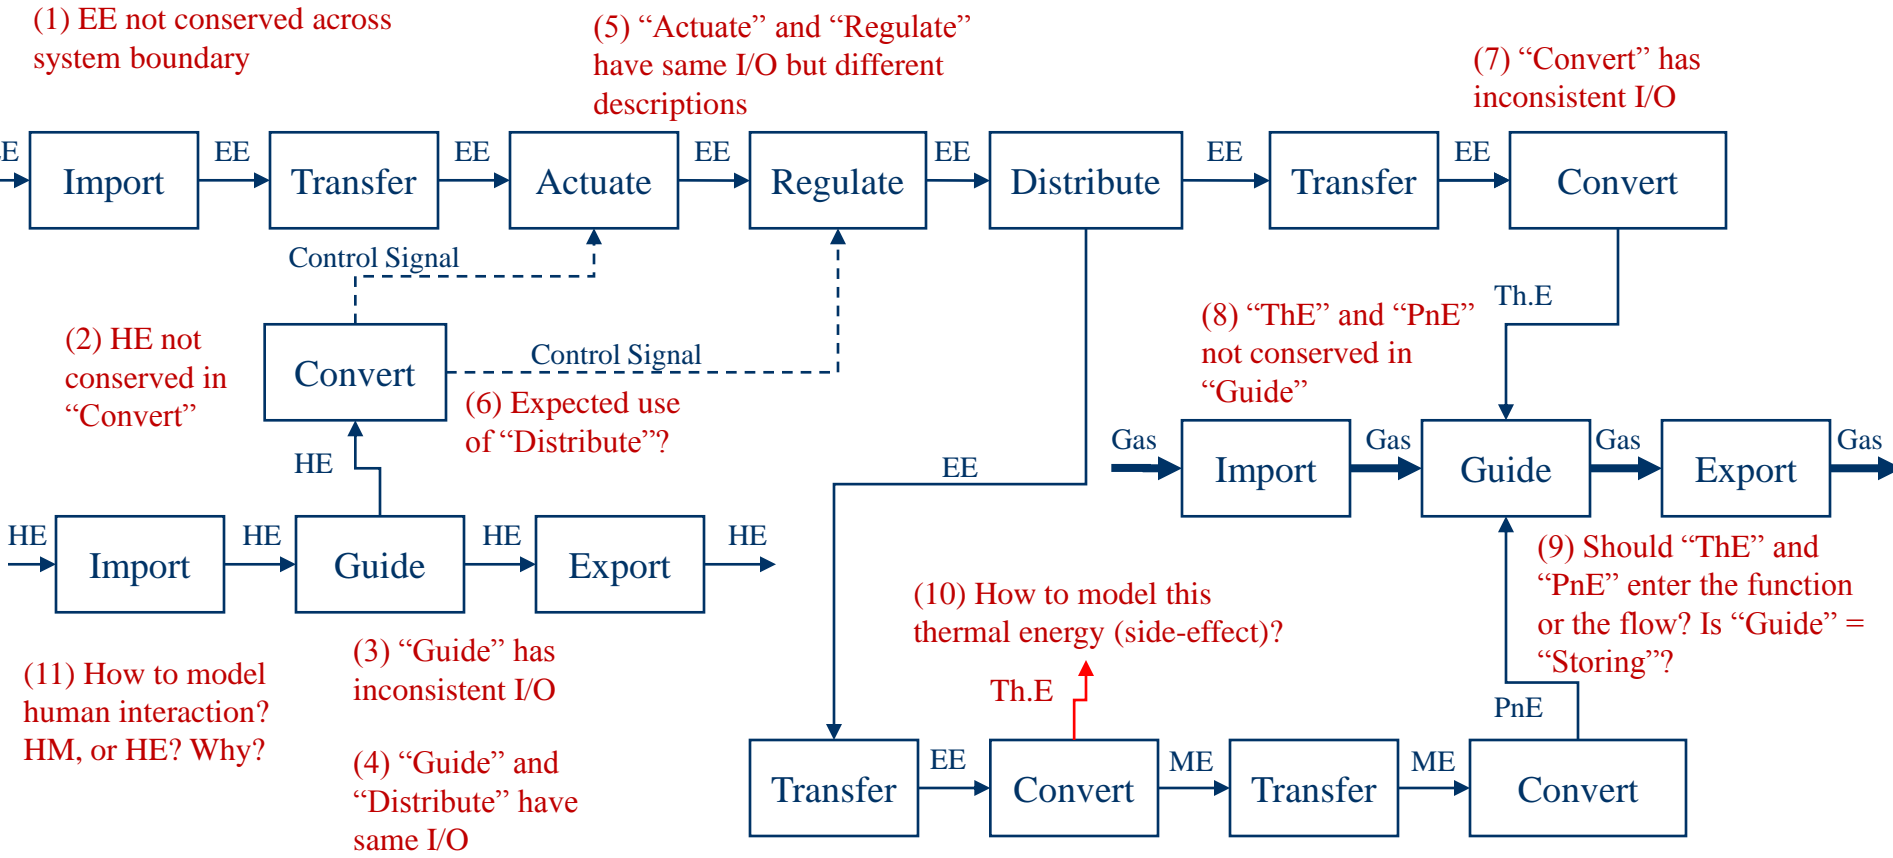 (1) EE not conserved across
system boundary
(5) “Actuate” and “Regulate”
have same I/O but different
descriptions
(7) “Convert” has
inconsistent I/O
EE
EE
EE
EE
EE
EE
Import
Transfer
Actuate
Regulate
Distribute
Transfer
Convert
Control Signal
Th.E
(2) HE not
conserved in
“Convert”
Convert
Control Signal
(8) “ThE” and “PnE”
not conserved in
“Guide”
(6) Expected use
of “Distribute”?
HE
EE
Gas
Gas
Gas
Gas
Import
Guide
Export
HE
HE
HE
HE
Import
Guide
Export
(9) Should “ThE” and
“PnE” enter the function
or the flow? Is “Guide” =
“Storing”?
(10) How to model this
thermal energy (side-effect)?
(3) “Guide” has
inconsistent I/O
(11) How to model
human interaction?
HM, or HE? Why?
Th.E
PnE
(4) “Guide” and
“Distribute” have
same I/O
EE
ME
ME
Transfer
Convert
Transfer
Convert